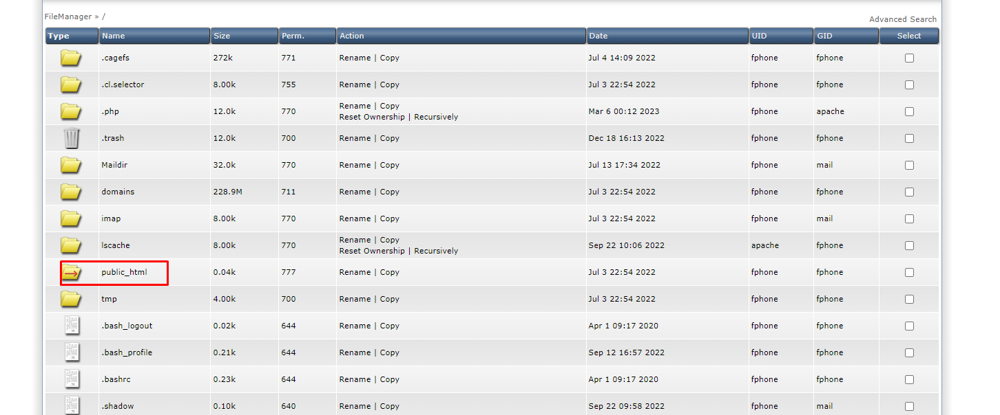 FileManager » /
Advanced Search
Type Name Size Perm. Action Date UID GID Select
.cagefs 272k 771 Rename | Copy Jul 4 14:09 2022 fphone fphone
.cl.selector 8.00k 755 Rename | Copy Jul 3 22:54 2022 fphone fphone
.php 12.0k 770 Rename | Copy Mar 6 00:12 2023 fphone apache
Reset Ownership | Recursively
.trash 12.0k 700 Rename | Copy Dec 18 16:13 2022 fphone fphone
Maildir 32.0k 770 Rename | Copy Jul 13 17:34 2022 fphone mail
domains 228.9M 711 Rename | Copy Jul 3 22:54 2022 fphone fphone
imap 8.00k 770 Rename | Copy Jul 3 22:54 2022 fphone mail
lscache 8.00k 770 Rename | Copy Sep 22 10:06 2022 apache fphone
Reset Ownership | Recursively
public_html 0.04k 777 Rename | Copy Jul 3 22:54 2022 fphone fphone
tmp 4.00k 700 Rename | Copy Jul 3 22:54 2022 fphone fphone
.bash_logout 0.02k 644 Rename | Copy Apr 1 09:17 2020 fphone fphone
.bash_profile 0.21k 644 Rename | Copy Sep 12 16:57 2022 fphone fphone
.bashrc 0.23k 644 Rename | Copy Apr 1 09:17 2020 fphone fphone
.shadow 0.10k 640 Rename | Copy Sep 22 09:58 2022 fphone mail